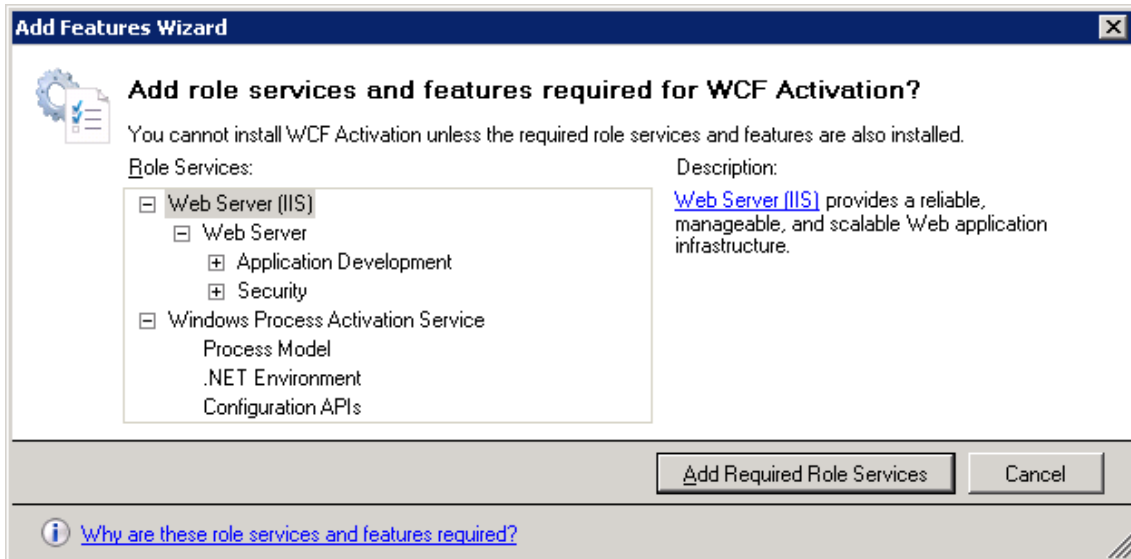 Add Features Wizard
Add role services and features required for WCF Activation?
You cannot install WCF Activation unless the required role services and features are also installed.
Role Services:
Web Server (IIS)
Web Server
Application Development
Security
Windows Process Activation Service
Process Model
.NET Environment
Configuration APIs
Description:
Web Server (IIS) provides a reliable,
manageable, and scalable Web application
infrastructure.
Add Required Role Services
Cancel
Why are these role services and features required?